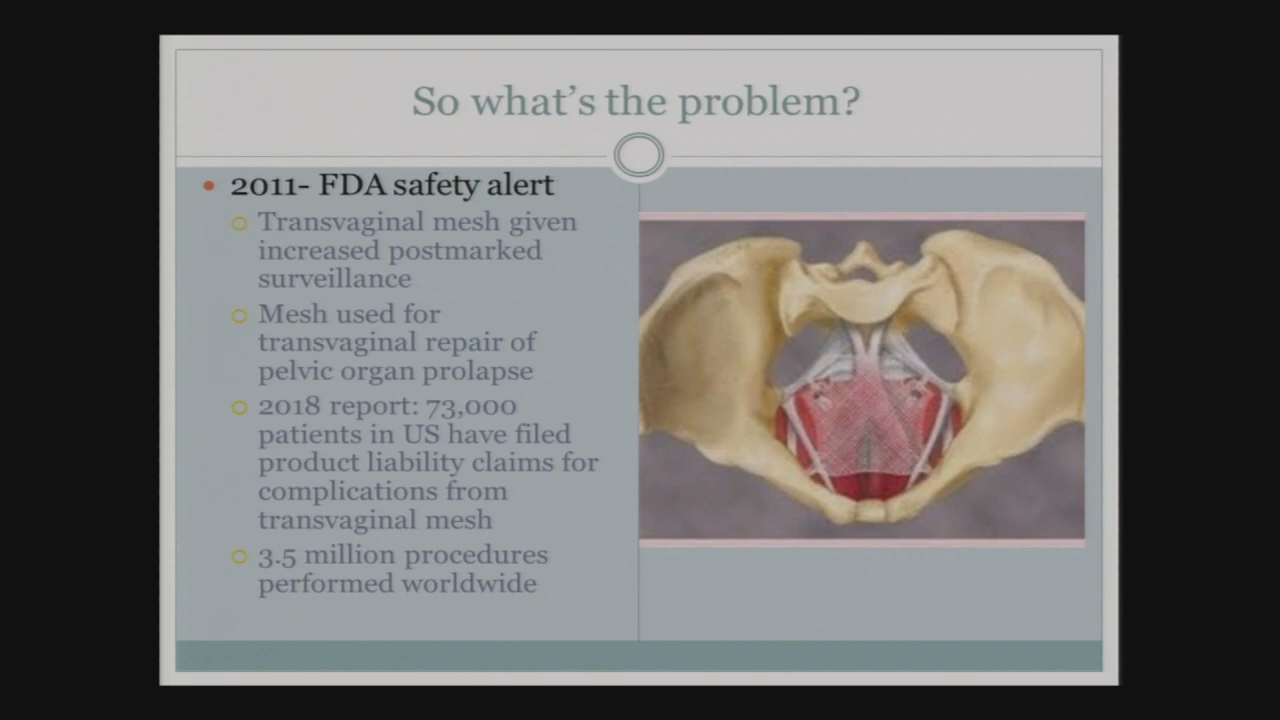 So what's the problem?
2011- FDA safety alert
Transvaginal mesh given
increased postmarked
surveillance
Mesh used for
transvaginal repair of
pelvic organ prolapse
2018 report: 73,000
patients in US have filed
product liability claims for
complications from
transvaginal mesh
3.5 million procedures
performed worldwide